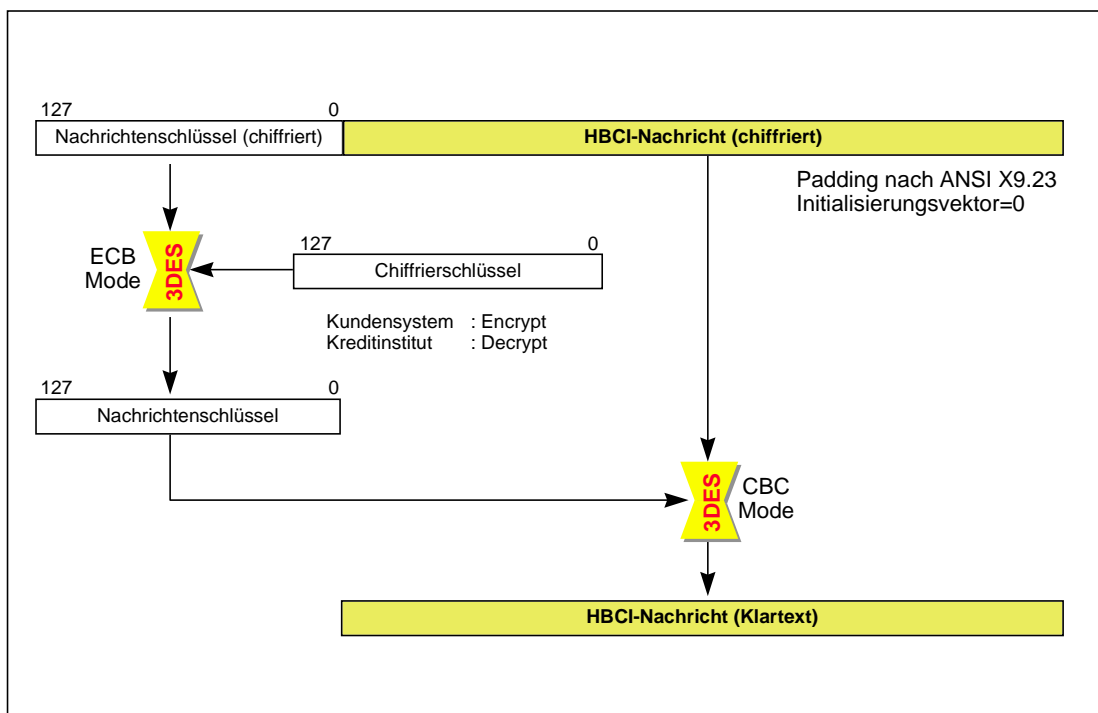 127 0
Nachrichtenschlüssel (chiffriert) HBCI-Nachricht (chiffriert)
Padding nach ANSI X9.23
Initialisierungsvektor=0
ECB
Mode
3DES
127 0
Chiffrierschlüssel
Kundensystem : Encrypt
Kreditinstitut : Decrypt
127 0
Nachrichtenschlüssel
3DES
CBC
Mode
HBCI-Nachricht (Klartext)